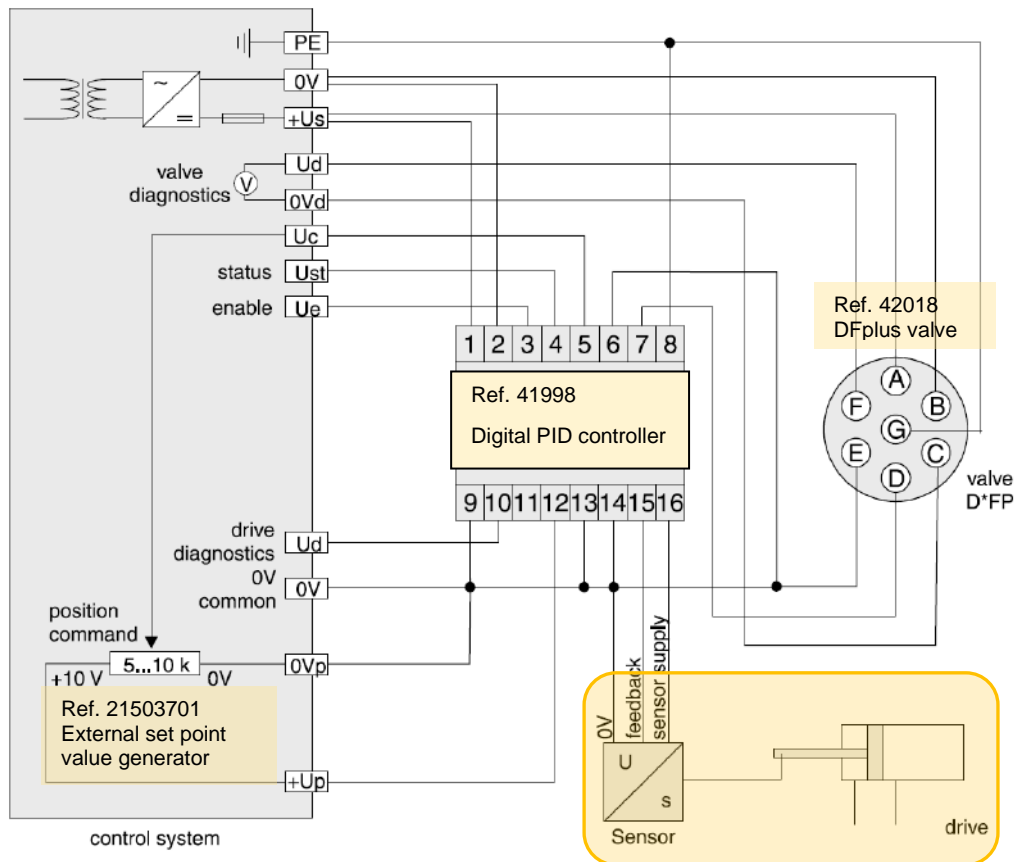 PE
0V
+Us
~
=
Ud
valve
diagnostics
V
0Vd
Uc
status
Ust
enable
Ue
Ref. 42018
DFplus valve
1 2 3 4 5 6 7 8
Ref. 41998
Digital PID controller
9 10 11 12 13 14 15 16
A
F
B
G
E
C
D
valve
D*FP
drive
diagnostics
Ud
0V
common
0V
position
command
5...10 k
+10 V
0V
0Vp
Ref. 21503701
External set point
value generator
+Up
0V
feedback
sensor supply
U
s
Sensor
drive
control system